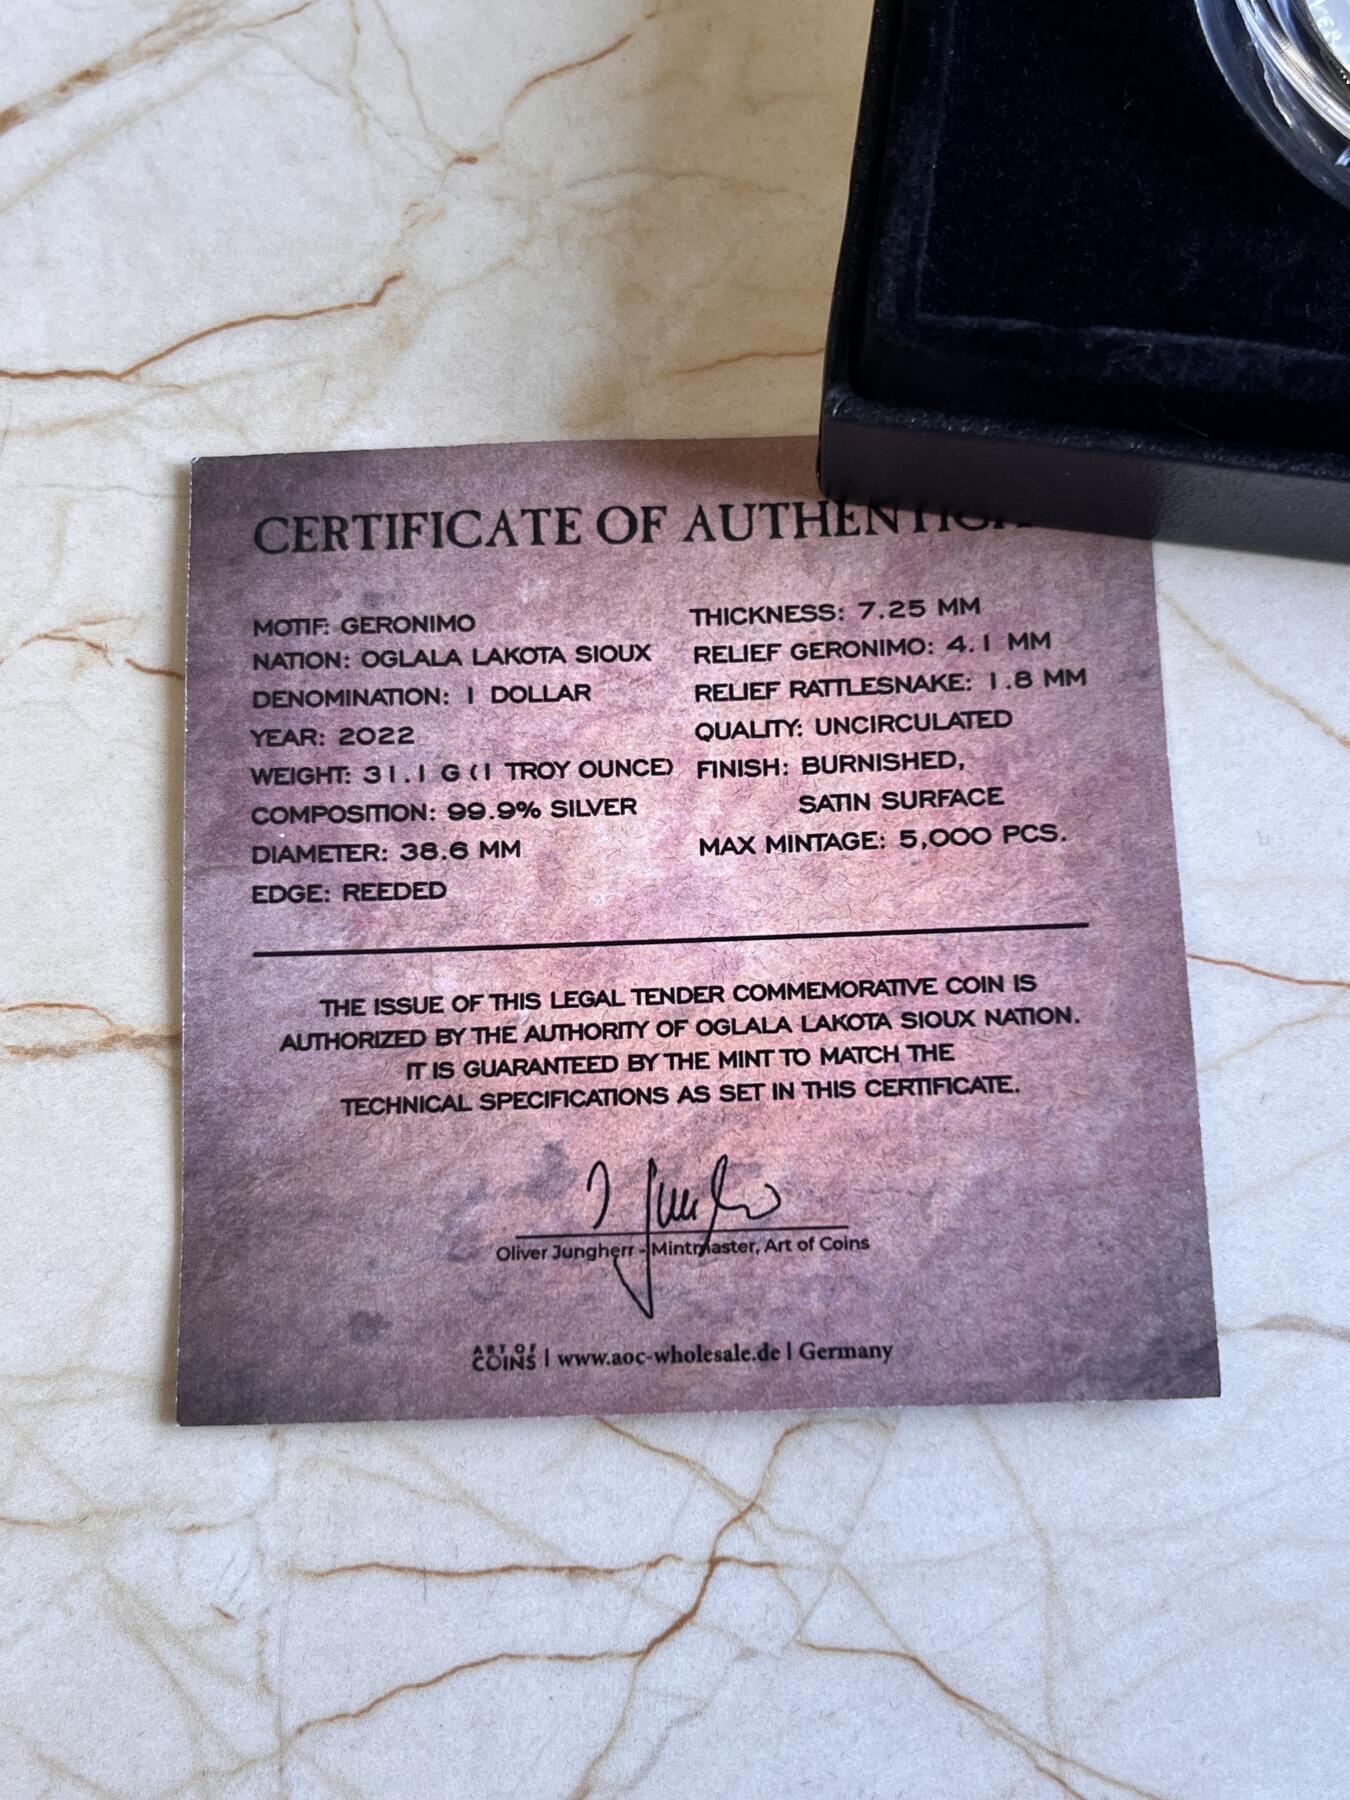 CERTIFICATE OF
MOTIF: GERONIMO
NATION: OGLALA LAKOTA SIOUX
DENOMINATION: 1 DOLLAR
YEAR: 2022
WEIGHT: 31.1 G (1 TROY OUNCE)
COMPOSITION: 99.9% SILVER
DIAMETER: 38.6 MM
EDGE: REEDED
THICKNESS: 7.25 MM
RELIEF GERONIMO: 4.1 MM
RELIEF RATTLESNAKE: 1.8 MM
QUALITY: UNCIRCULATED
FINISH: BURNISHED,
SATIN SURFACE
MAX MINTAGE: 5,000 PCS.
THE ISSUE OF THIS LEGAL TENDER COMMEMORATIVE COIN IS
AUTHORIZED BY THE AUTHORITY OF OGLALA LAKOTA SIOUX NATION.
IT IS GUARANTEED BY THE MINT TO MATCH THE
TECHNICAL SPECIFICATIONS AS SET IN THIS CERTIFICATE.
Oliver Jungherr - Mintmaster, Art of Coins
ART OF
COINS | www.aoc-wholesale.de | Germany